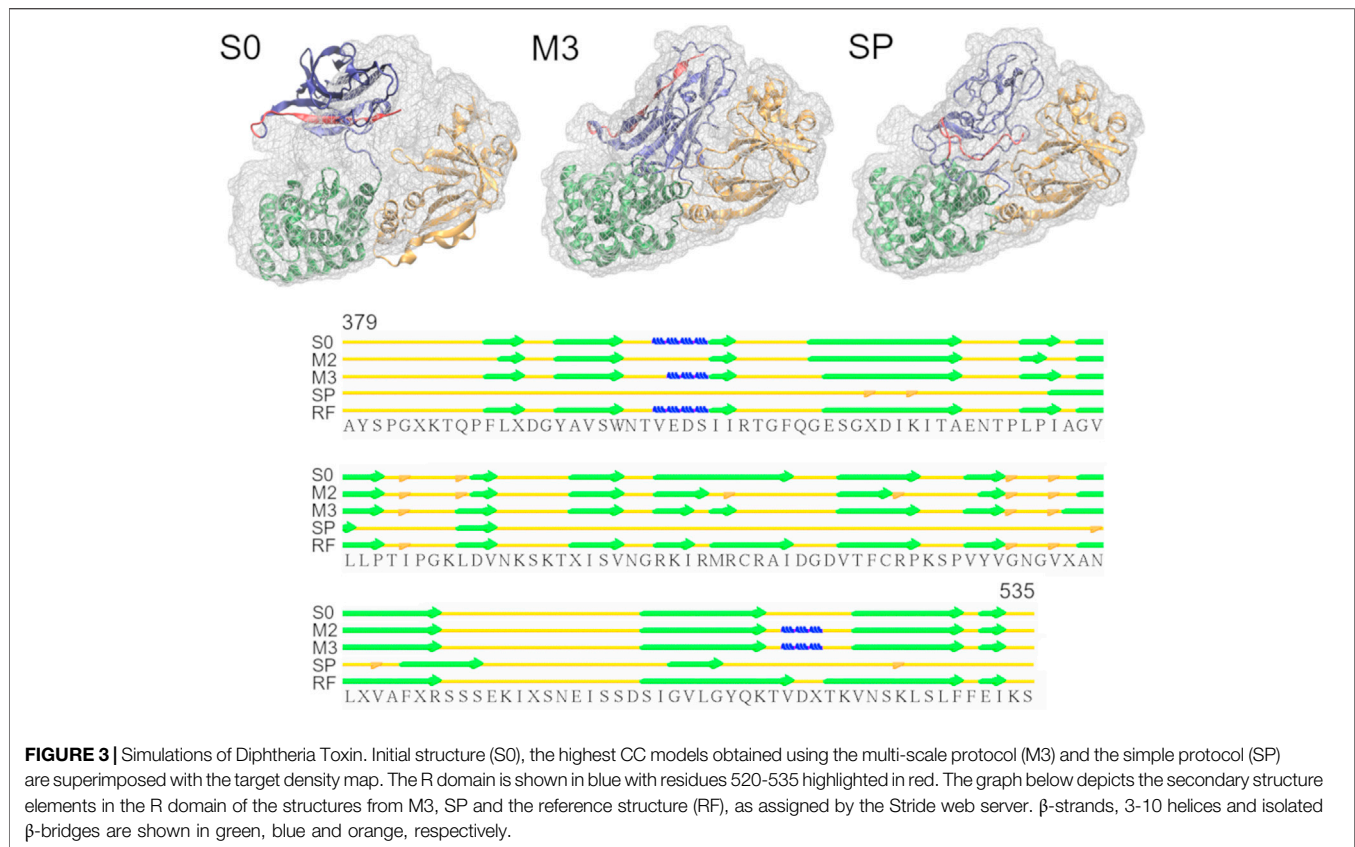 S0 M3 SP
379
S0
M2
M3
SP
RF
AYSPGXKTQPFLXDGYAVSWNTVEDSIIRTGFQGESGXDIKITAENTPLPIAGV
S0
M2
M3
SP
RF
LLPTIPGKLDVNKSKTXISVNGRKIRMRCRAIDGDVTFCRPKSPVYVGNGVXAN
535
S0
M2
M3
SP
RF
LXVAFXRSSSEKIXSNEISSDSIGVLGYQKTVDXTKVNSKLSLFFEIKS
FIGURE 3 | Simulations of Diphtheria Toxin. Initial structure (S0), the highest CC models obtained using the multi-scale protocol (M3) and the simple protocol (SP)
are superimposed with the target density map. The R domain is shown in blue with residues 520-535 highlighted in red. The graph below depicts the secondary structure
elements in the R domain of the structures from M3, SP and the reference structure (RF), as assigned by the Stride web server. β-strands, 3-10 helices and isolated
β-bridges are shown in green, blue and orange, respectively.